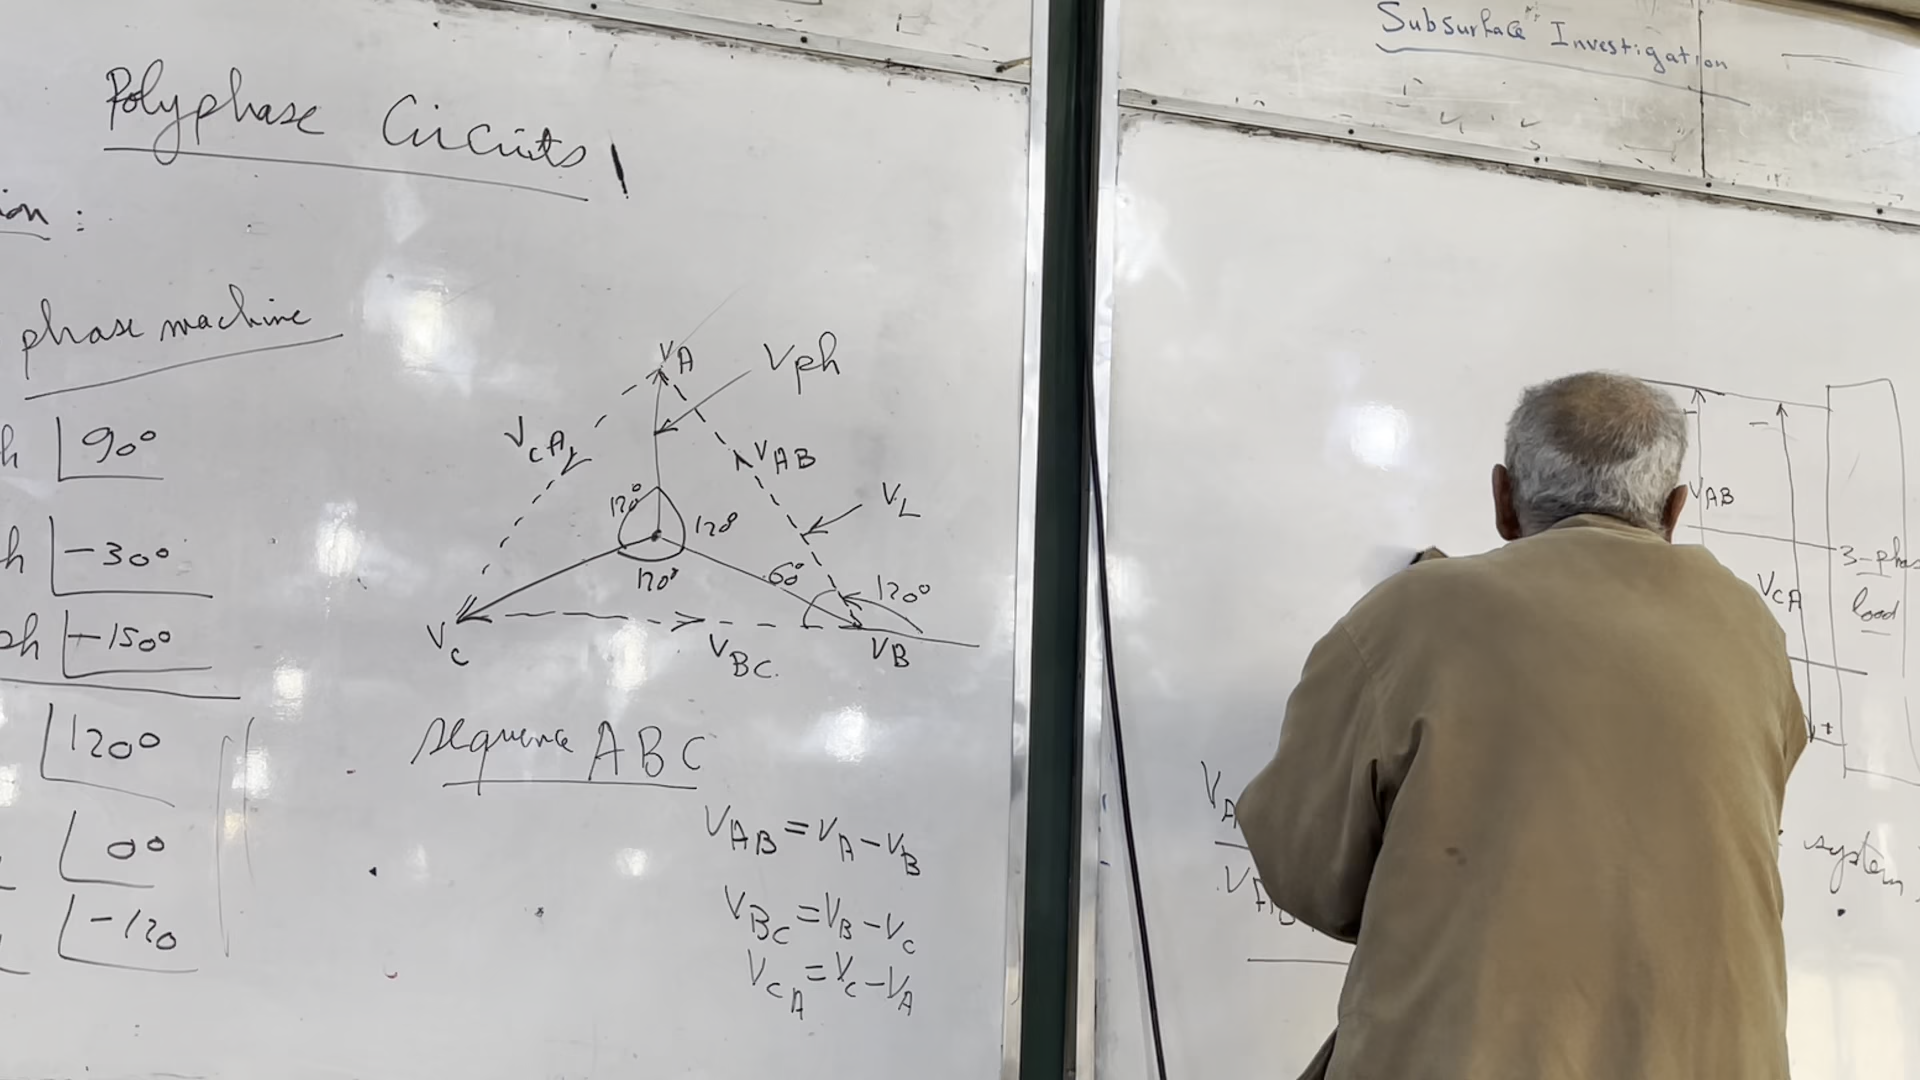 Polyphase Circuits
ion :
phase machine
h ∠90°
h ∠-30°
ph ∠-150°
∠120°
∠0°
∠-120
VA
Vph
VCA
VAB
VL
120°
120°
120°
60°
120°
VC
VBC
VB
sequence ABC
VAB = VA - VB
VBC = VB - VC
VCA = VC - VA
Subsurface Investigation
-
-
VAB
VCA
3-phas
load
+
system